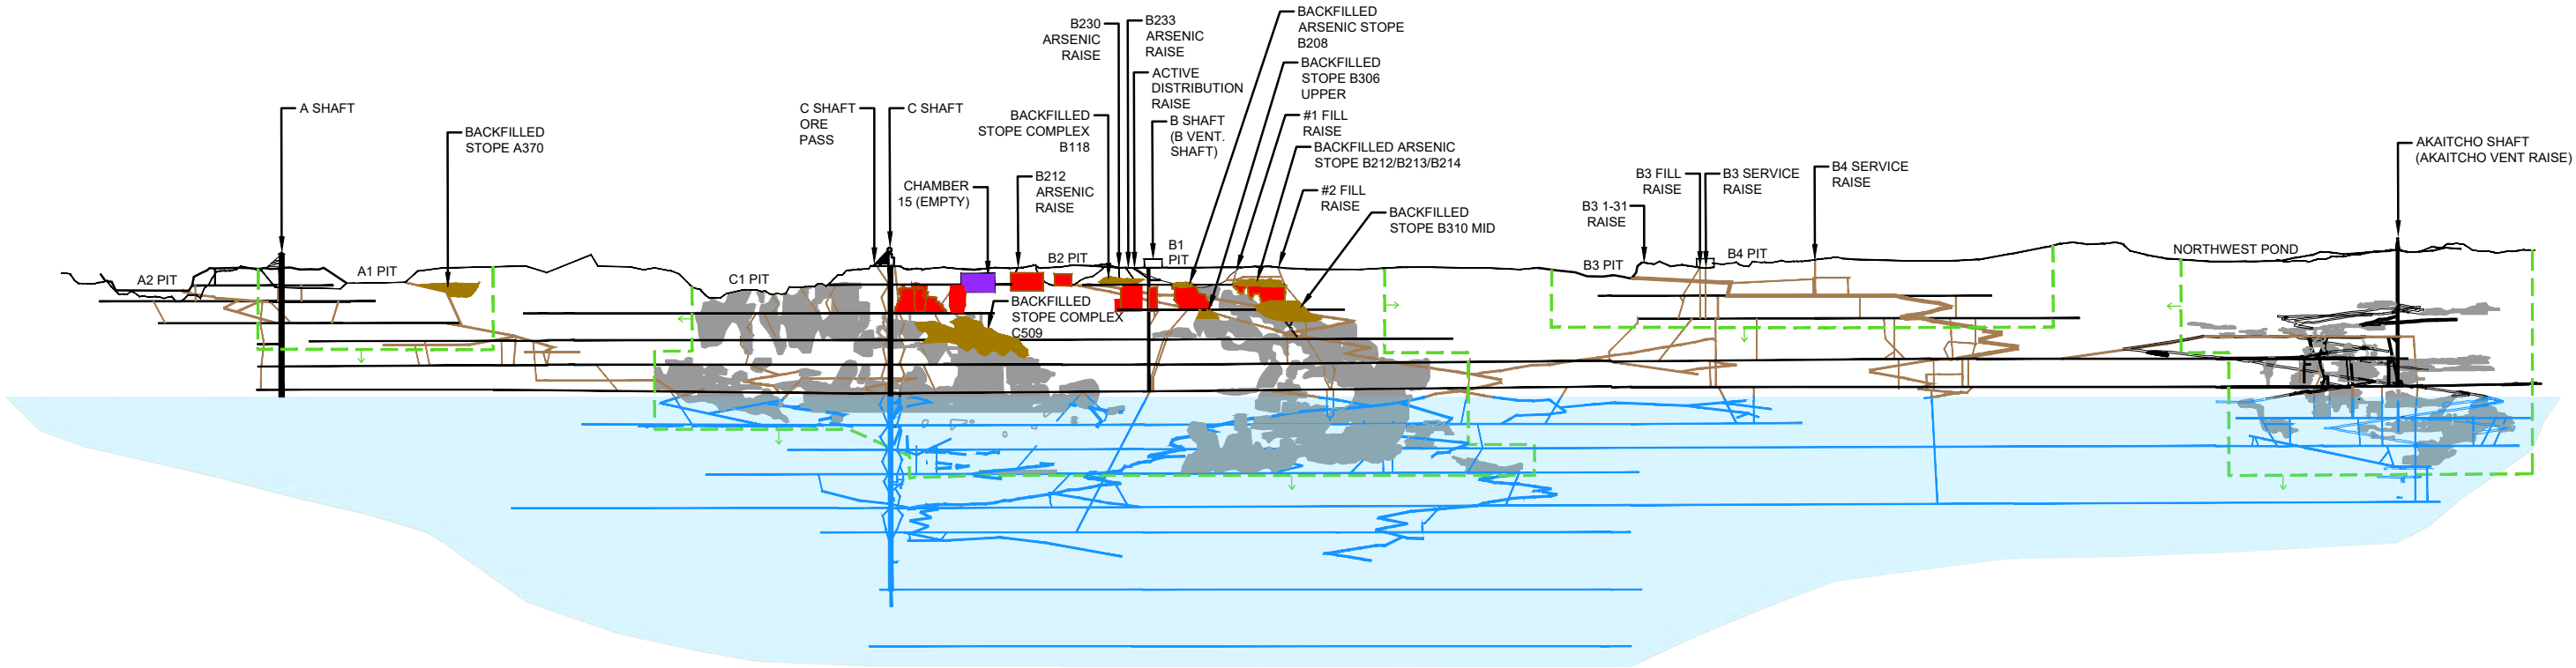 A SHAFT
BACKFILLED
STOPE A370
C SHAFT
ORE
PASS
C SHAFT
CHAMBER
15 (EMPTY)
B212
ARSENIC
RAISE
BACKFILLED
STOPE COMPLEX
B118
B230
ARSENIC
RAISE
B233
ARSENIC
RAISE
ACTIVE
DISTRIBUTION
RAISE
B SHAFT
(B VENT.
SHAFT)
BACKFILLED
ARSENIC STOPE
B208
BACKFILLED
STOPE B306
UPPER
#1 FILL
RAISE
BACKFILLED ARSENIC
STOPE B212/B213/B214
#2 FILL
RAISE
BACKFILLED
STOPE B310 MID
B3 1-31
RAISE
B3 FILL
RAISE
B3 SERVICE
RAISE
B4 SERVICE
RAISE
AKAITCHO SHAFT
(AKAITCHO VENT RAISE)
A2 PIT
A1 PIT
C1 PIT
B2 PIT
B1
PIT
B3 PIT
B4 PIT
NORTHWEST POND
BACKFILLED
STOPE COMPLEX
C509